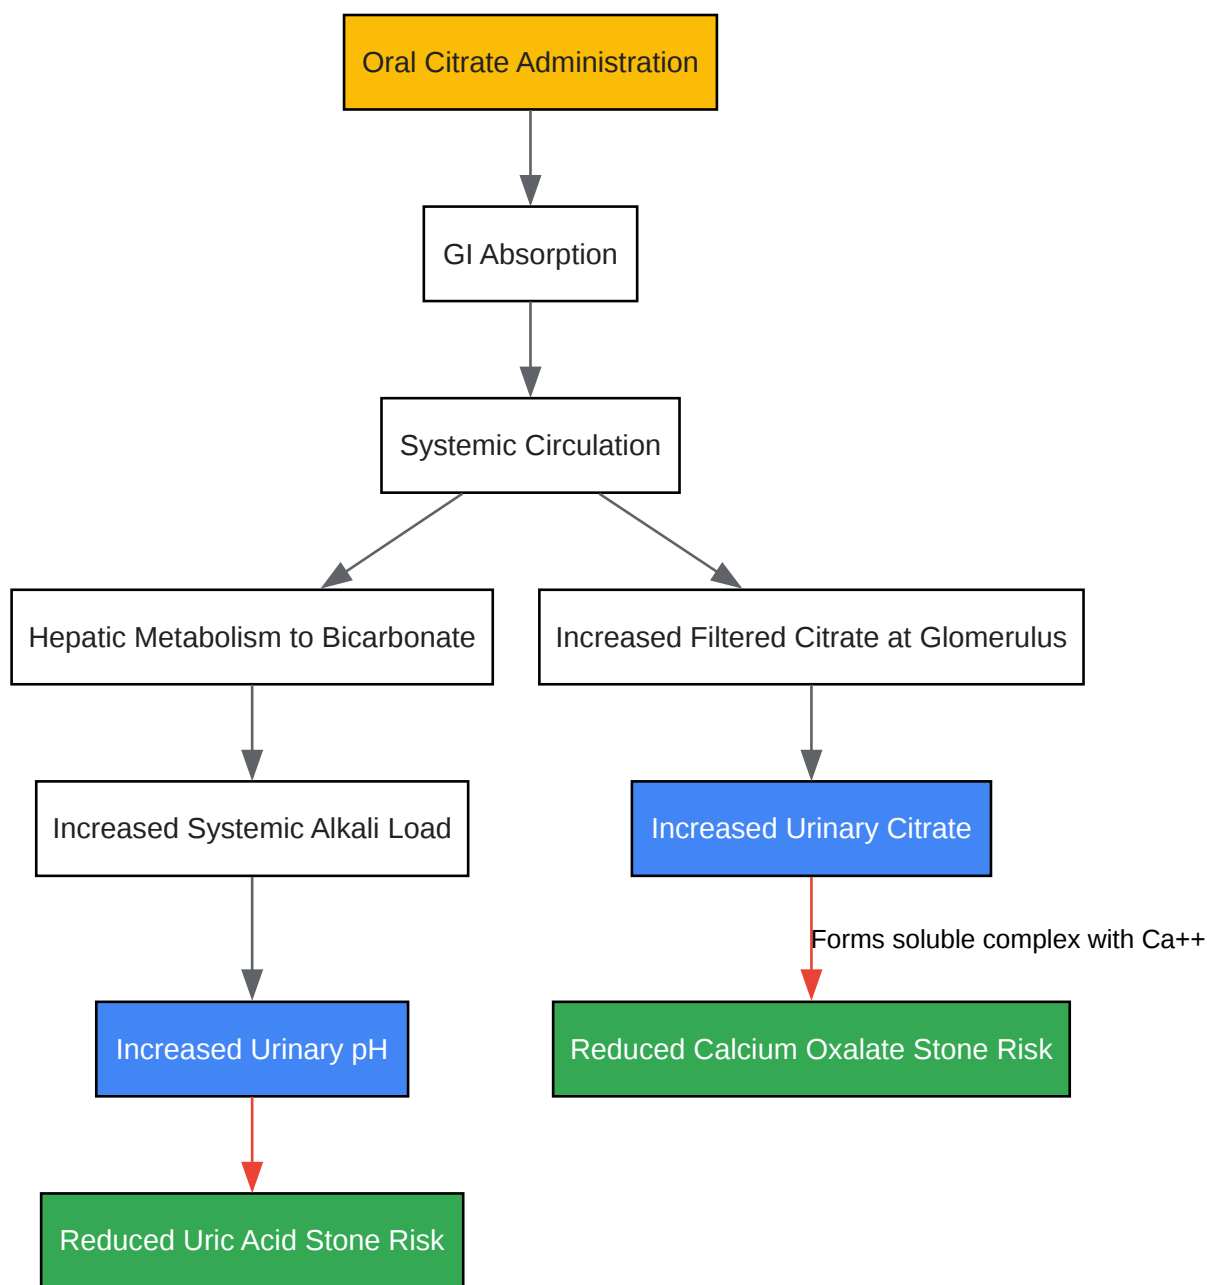 Oral Citrate Administration
GI Absorption
Systemic Circulation
Hepatic Metabolism to Bicarbonate
Increased Filtered Citrate at Glomerulus
Increased Systemic Alkali Load
Increased Urinary Citrate
Forms soluble complex with Ca++
Increased Urinary pH
Reduced Calcium Oxalate Stone Risk
Reduced Uric Acid Stone Risk